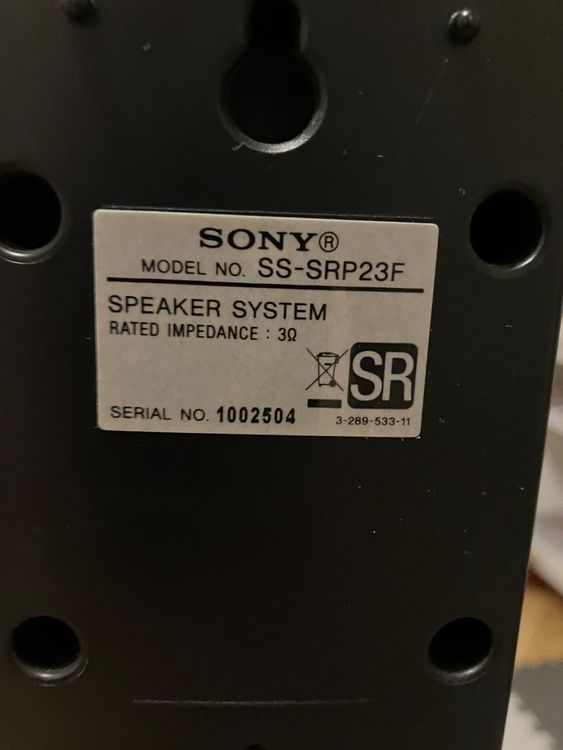 SONY®
MODEL NO. SS-SRP23F
SPEAKER SYSTEM
RATED IMPEDANCE : 3Ω
SR
SERIAL NO. 1002504
3-289-533-11